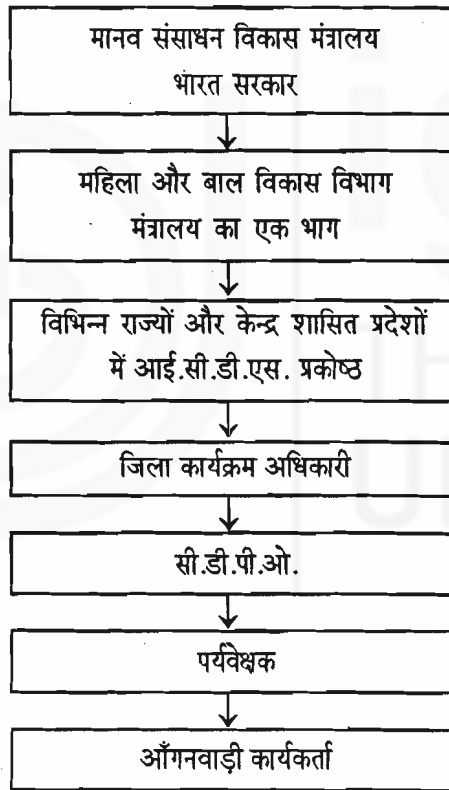 मानव संसाधन विकास मंत्रालय
भारत सरकार
महिला और बाल विकास विभाग
मंत्रालय का एक भाग
विभिन्न राज्यों और केन्द्र शासित प्रदेशों
में आई.सी.डी.एस. प्रकोष्ठ
जिला कार्यक्रम अधिकारी
सी.डी.पी.ओ.
पर्यवेक्षक
आँगनवाड़ी कार्यकर्ता